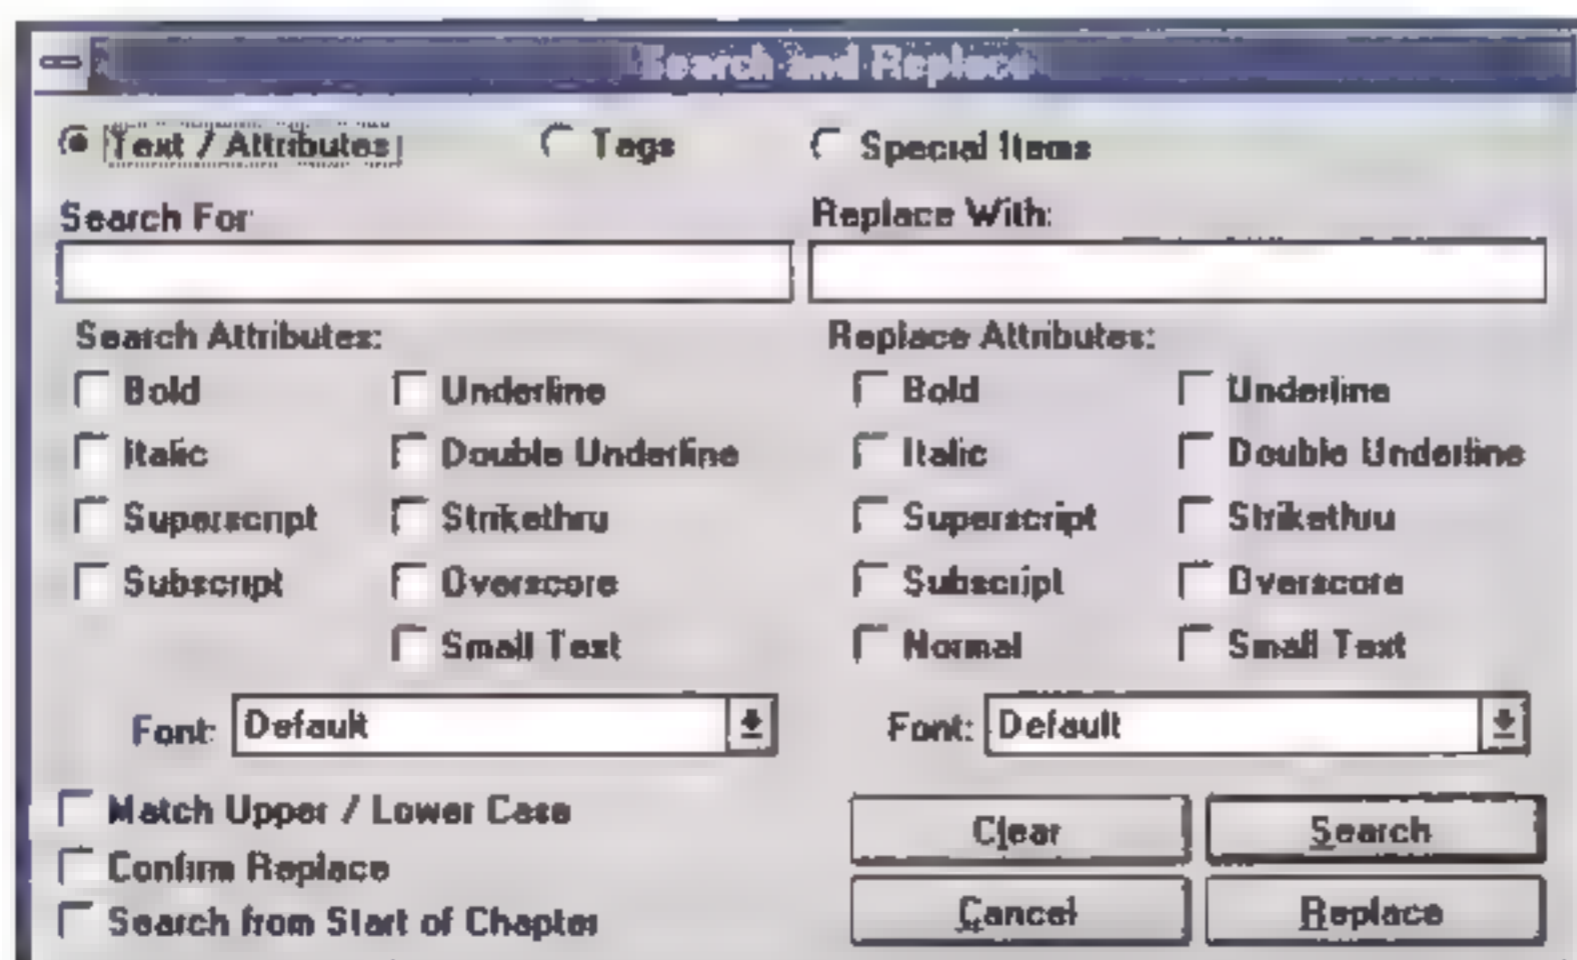 Search and Replace
Text / Attributes Tags Special Items
Search For: Replace With:
Search Attributes: Replace Attributes:
Bold Underline Bold Underline
Italic Double Underline Italic Double Underline
Superscript Strikethru Superscript Strikethru
Subscript Overscore Subscript Overscore
Small Text Normal Small Text
Font: Default Font: Default
Match Upper / Lower Case Clear Search
Confirm Replace
Search from Start of Chapter Cancel Replace